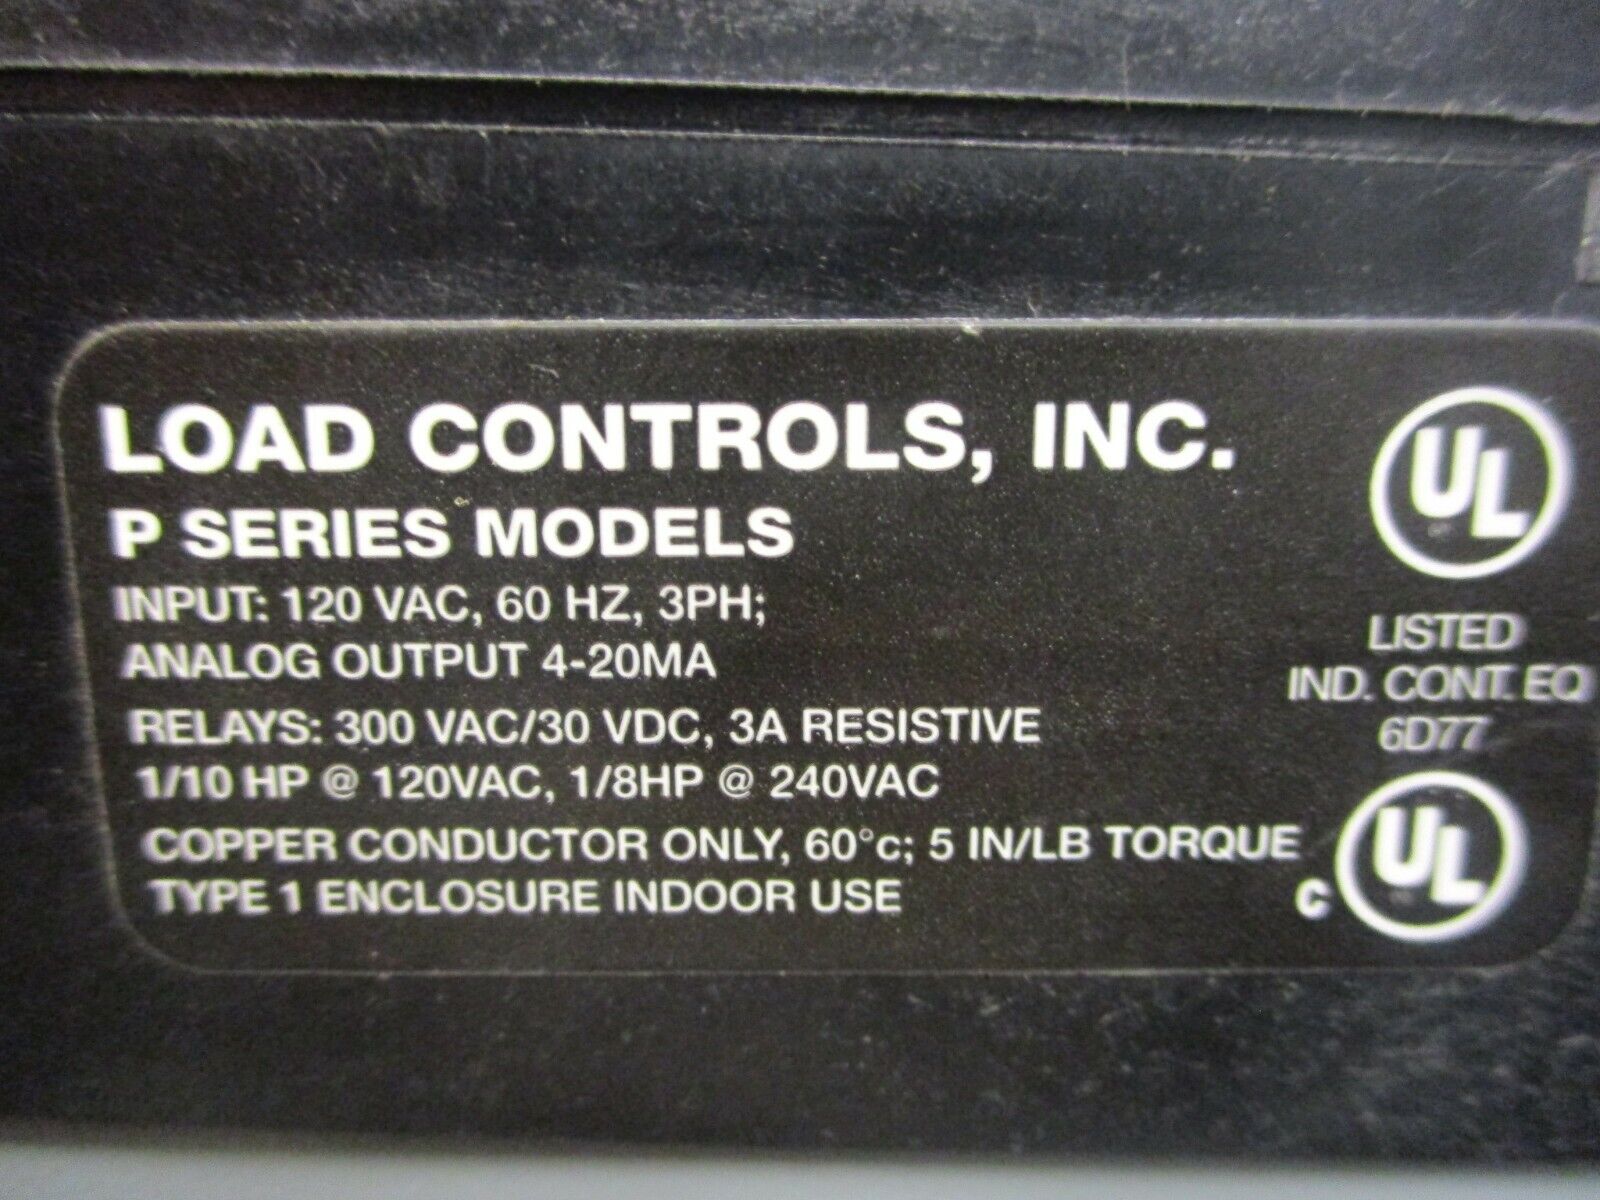 LOAD CONTROLS, INC.
P SERIES MODELS
INPUT: 120 VAC, 60 HZ, 3PH;
ANALOG OUTPUT 4-20MA
RELAYS: 300 VAC/30 VDC, 3A RESISTIVE
1/10 HP @ 120VAC, 1/8HP @ 240VAC
COPPER CONDUCTOR ONLY, 60°c; 5 IN/LB TORQUE
TYPE 1 ENCLOSURE INDOOR USE
UL
LISTED
IND. CONT. EQ
6D77
c UL